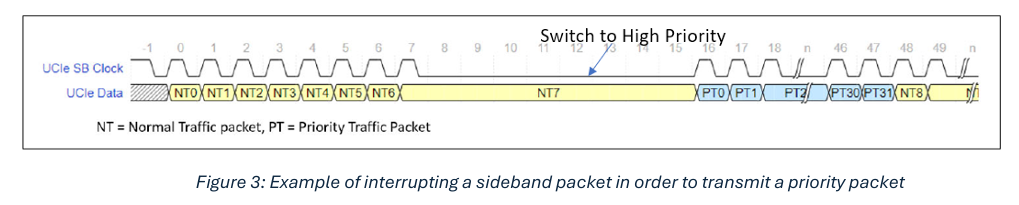 Switch to High Priority
-1 0 1 2 3 4 5 6 7 8 9 10 11 12 13 14 15 16 17 18 n 46 47 48 49 n
UCIe SB Clock
UCIe Data NT0 NT1 NT2 NT3 NT4 NT5 NT6 NT7 PT0 PT1 PT2 PT30 PT31 NT8
NT = Normal Traffic packet, PT = Priority Traffic Packet
Figure 3: Example of interrupting a sideband packet in order to transmit a priority packet